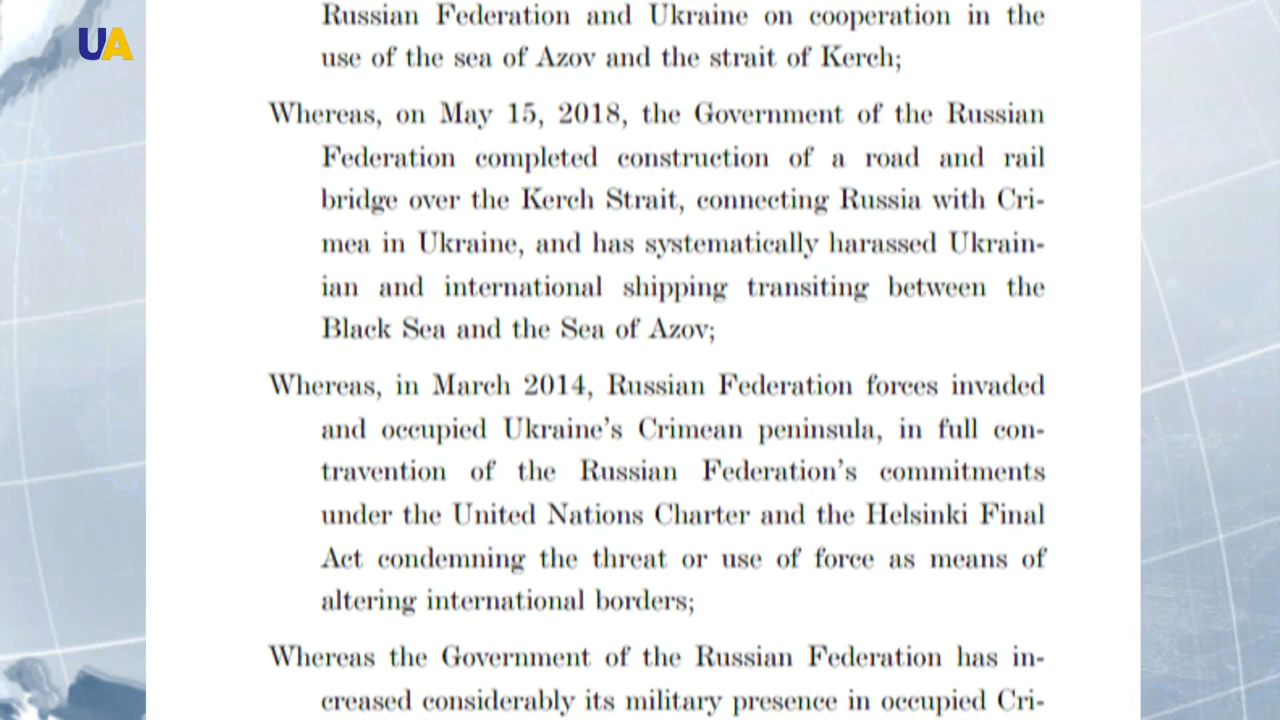 UA
Russian Federation and Ukraine on cooperation in the
use of the sea of Azov and the strait of Kerch;
Whereas, on May 15, 2018, the Government of the Russian
Federation completed construction of a road and rail
bridge over the Kerch Strait, connecting Russia with Cri-
mea in Ukraine, and has systematically harassed Ukrain-
ian and international shipping transiting between the
Black Sea and the Sea of Azov;
Whereas, in March 2014, Russian Federation forces invaded
and occupied Ukraine's Crimean peninsula, in full con-
travention of the Russian Federation's commitments
under the United Nations Charter and the Helsinki Final
Act condemning the threat or use of force as means of
altering international borders;
Whereas the Government of the Russian Federation has in-
creased considerably its military presence in occupied Cri-